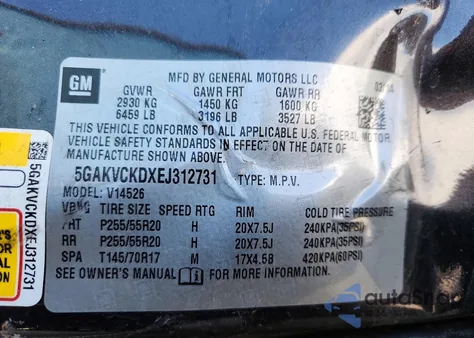 GM
MFD BY GENERAL MOTORS LLC
GVWR GAWR FRT GAWR RR
2930 KG 1450 KG 1600 KG
6459 LB 3196 LB 3527 LB
THIS VEHICLE CONFORMS TO ALL APPLICABLE U.S. FEDERAL MOTOR
VEHICLE SAFETY STANDARDS IN EFFECT ON THE DATE OF
MANUFACTURE SHOWN ABOVE.
5GAKVCKDXEJ312731 TYPE: M.P.V.
MODEL: V14526
TIRE SIZE SPEED RTG RIM COLD TIRE PRESSURE
FRT P255/55R20 H 20X7.5J 240KPA(35PSI)
RR P255/55R20 H 20X7.5J 240KPA(35PSI)
SPA T145/70R17 M 17X4.5B 420KPA(60PSI)
SEE OWNER'S MANUAL FOR MORE INFORMATION
5GAKVCKDXEJ312731